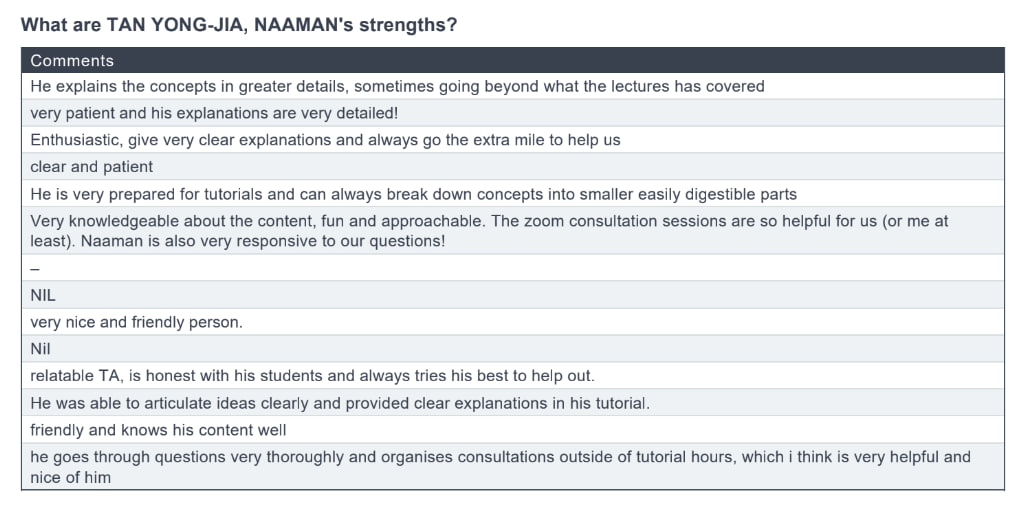 What are TAN YONG-JIA, NAAMAN's strengths?
Comments
He explains the concepts in greater details, sometimes going beyond what the lectures has covered
very patient and his explanations are very detailed!
Enthusiastic, give very clear explanations and always go the extra mile to help us
clear and patient
He is very prepared for tutorials and can always break down concepts into smaller easily digestible parts
Very knowledgeable about the content, fun and approachable. The zoom consultation sessions are so helpful for us (or me at
least). Naaman is also very responsive to our questions!
–
NIL
very nice and friendly person.
Nil
relatable TA, is honest with his students and always tries his best to help out.
He was able to articulate ideas clearly and provided clear explanations in his tutorial.
friendly and knows his content well
he goes through questions very thoroughly and organises consultations outside of tutorial hours, which i think is very helpful and
nice of him